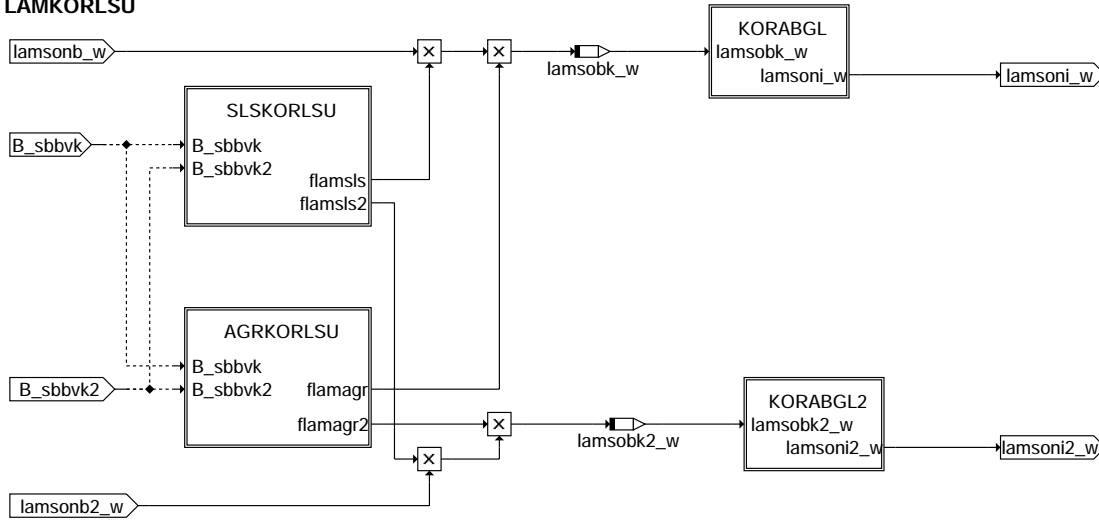 LAMKORLSU
lamsonb_w
×
×
lamsobk_w
KORABGL
lamsobk_w
lamsoni_w
lamsoni_w
B_sbbvk
SLSKORLSU
B_sbbvk
B_sbbvk2
flamsls
flamsls2
AGRKORLSU
B_sbbvk
B_sbbvk2
flamagr
flamagr2
B_sbbvk2
×
lamsobk2_w
KORABGL2
lamsobk2_w
lamsoni2_w
lamsoni2_w
×
lamsonb2_w